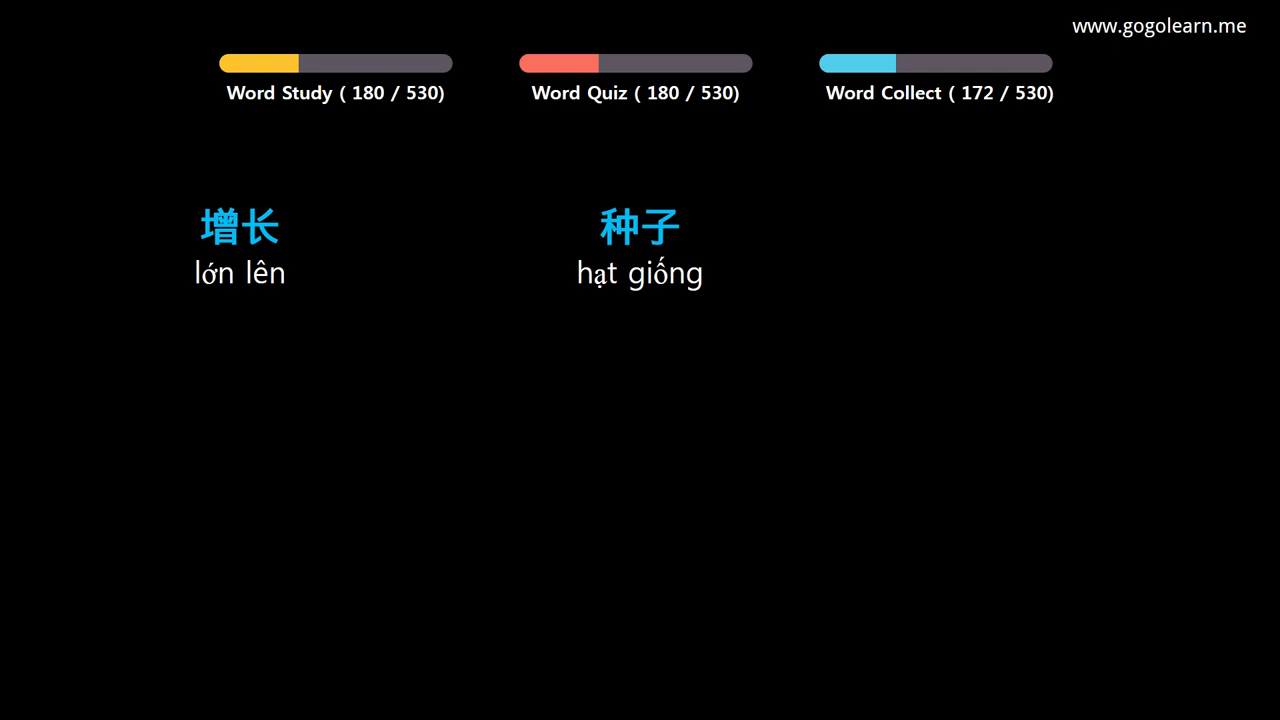 www.gogolearn.me
Word Study ( 180 / 530)
Word Quiz ( 180 / 530)
Word Collect ( 172 / 530)
增长
lớn lên
种子
hạt giống